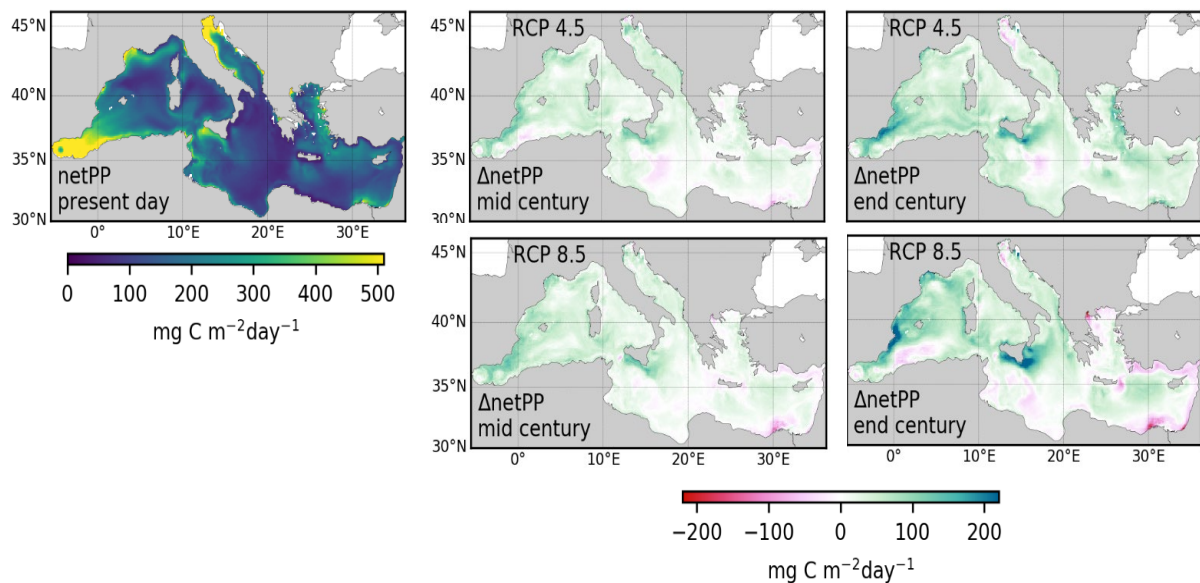 45°N
40°N
35°N
30°N
netPP
present day
0°
10°E
20°E
30°E
0
100
200
300
400
500
mg C m⁻²day⁻¹
45°N
40°N
35°N
30°N
RCP 4.5
ΔnetPP
mid century
RCP 4.5
ΔnetPP
end century
45°N
40°N
35°N
30°N
RCP 8.5
ΔnetPP
mid century
0°
10°E
20°E
30°E
RCP 8.5
ΔnetPP
end century
0°
10°E
20°E
30°E
−200
−100
0
100
200
mg C m⁻²day⁻¹